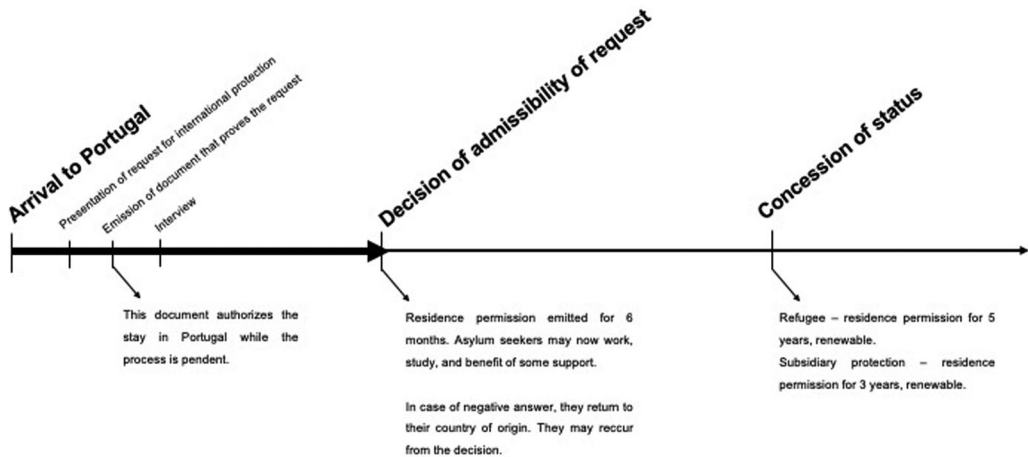 Arrival to Portugal
Presentation of request for international protection
Emission of document that proves the request
Interview
Decision of admissibility of request
Concession of status
This document authorizes the
stay in Portugal while the
process is pendent.
Residence permission emitted for 6
months. Asylum seekers may now work,
study, and benefit of some support.
In case of negative answer, they return to
their country of origin. They may reccur
from the decision.
Refugee – residence permission for 5
years, renewable.
Subsidiary protection – residence
permission for 3 years, renewable.